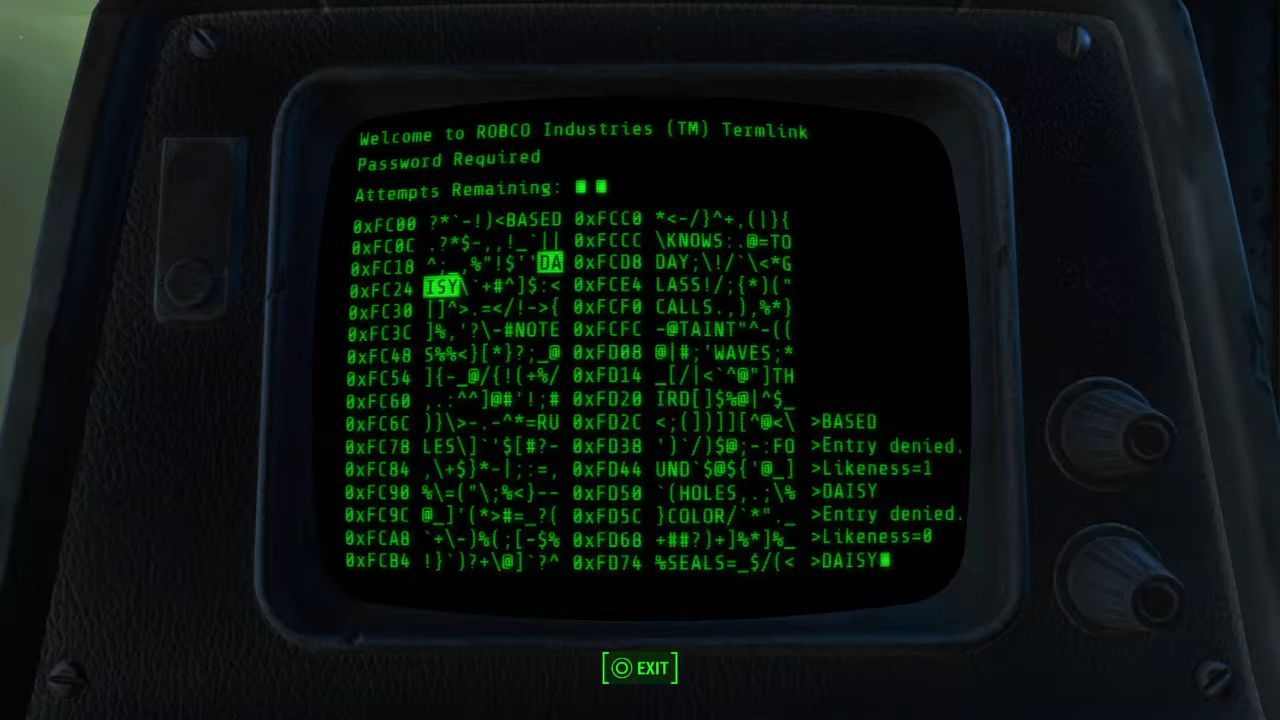 Welcome to ROBCO Industries (TM) Termlink
Password Required
Attempts Remaining: ■ ■
0xFC00 ?*`-!)<BASED 0xFCC0 *<-/}^+,(|}{
0xFC0C .?*$-,,!_`|| 0xFCCC \KNOWS:.@=TO
0xFC18 ^;_,%"!$''DA 0xFCD8 DAY;\!/`\<*G
0xFC24 ISY\`+#^]$:< 0xFCE4 LASS!/;{*)("
0xFC30 |]^>.=</!->{ 0xFCF0 CALLS.,),%*}
0xFC3C ]%,'?\-#NOTE 0xFCFC -@TAINT"^-((
0xFC48 S%%<}[*}?;_@ 0xFD08 @|#;'WAVES;*
0xFC54 ]{-_@/{!(+%/ 0xFD14 _[/|<`^@"]TH
0xFC60 ,.:^^]@#'!;# 0xFD20 IRD[]$%@|^$_
0xFC6C )}\>-.-^*=RU 0xFD2C <;(])]][^@<\ >BASED
0xFC78 LES\]`'$[#?- 0xFD38 ')`/)$@;-:FO >Entry denied.
0xFC84 ,\+$}*-|;:=, 0xFD44 UND`$@${'@_] >Likeness=1
0xFC90 %\=("\;%<}-- 0xFD50 `(HOLES,.;\% >DAISY
0xFC9C @_]'(*>#=_?( 0xFD5C }COLOR/`*"._ >Entry denied.
0xFCA8 `+\-)%(;[-$% 0xFD68 +##?)+]%*]%_ >Likeness=0
0xFCB4 !}`)?+\@]`?^ 0xFD74 %SEALS=_$/(< >DAISY■
[ EXIT]